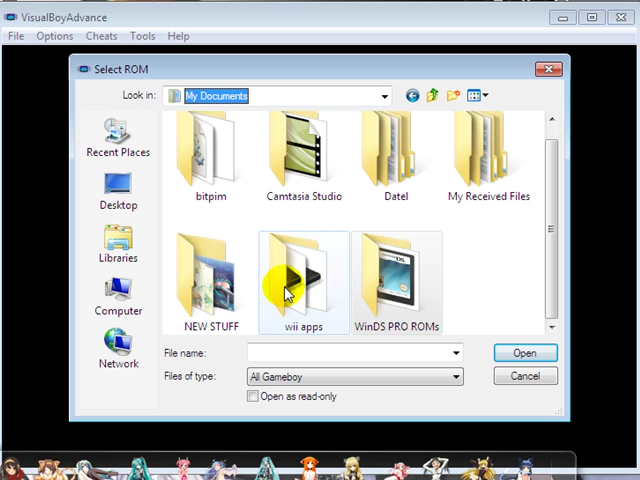 VisualBoyAdvance
File Options Cheats Tools Help
Select ROM
Look in: My Documents
Recent Places
Desktop
Libraries
Computer
Network
bitpim Camtasia Studio Datel My Received Files
NEW STUFF wii apps WinDS PRO ROMs
File name: Open
Files of type: All Gameboy Cancel
Open as read-only